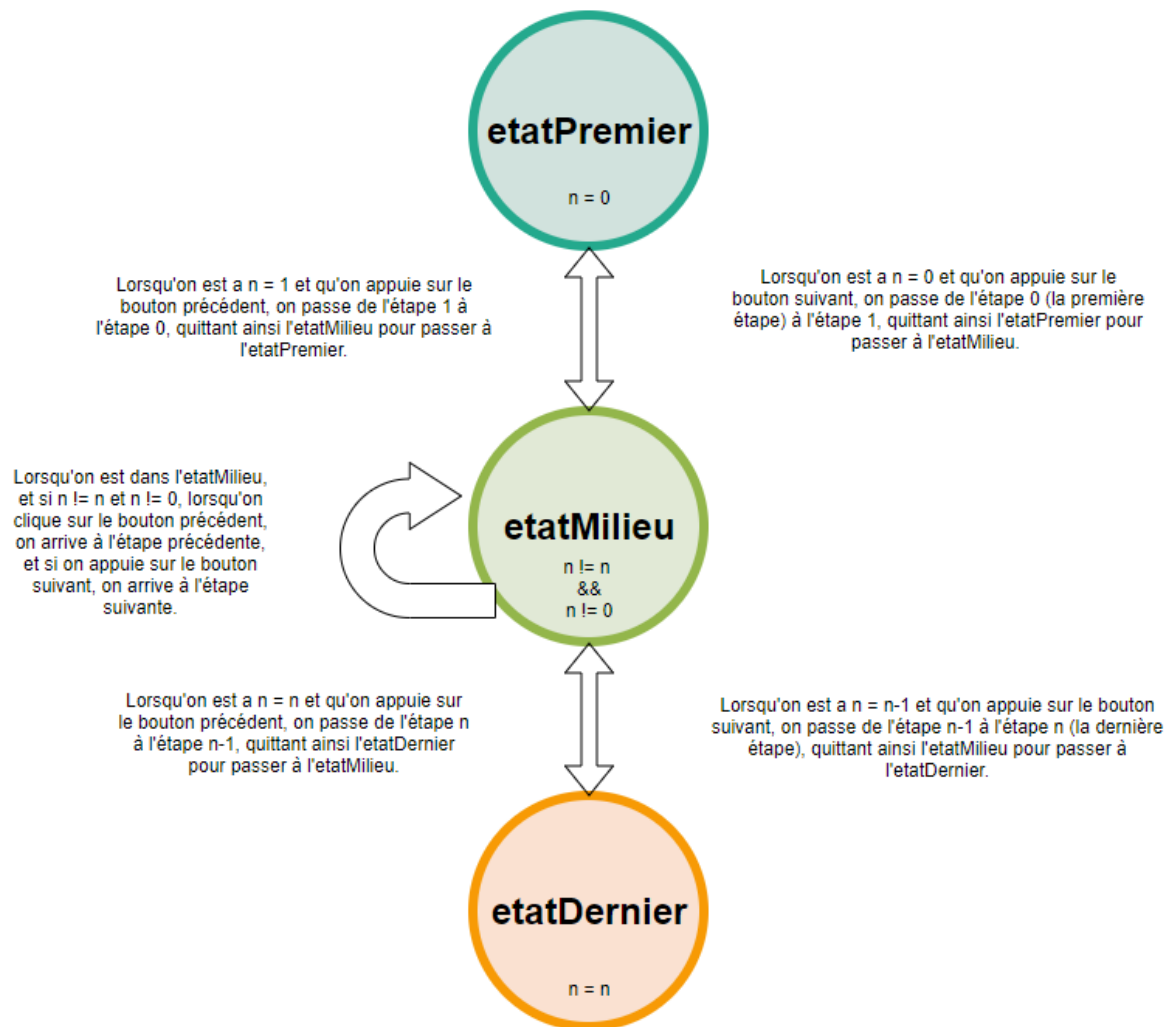 etatPremier
n = 0
Lorsqu'on est a n = 1 et qu'on appuie sur le
bouton précédent, on passe de l'étape 1 à
l'étape 0, quittant ainsi l'etatMilieu pour passer à
l'etatPremier.
Lorsqu'on est a n = 0 et qu'on appuie sur le
bouton suivant, on passe de l'étape 0 (la première
étape) à l'étape 1, quittant ainsi l'etatPremier pour
passer à l'etatMilieu.
Lorsqu'on est dans l'etatMilieu,
et si n != n et n != 0, lorsqu'on
clique sur le bouton précédent,
on arrive à l'étape précédente,
et si on appuie sur le bouton
suivant, on arrive à l'étape
suivante.
etatMilieu
n != n
&&
n != 0
Lorsqu'on est a n = n et qu'on appuie sur
le bouton précédent, on passe de l'étape n
à l'étape n-1, quittant ainsi l'etatDernier
pour passer à l'etatMilieu.
Lorsqu'on est a n = n-1 et qu'on appuie sur le bouton
suivant, on passe de l'étape n-1 à l'étape n (la dernière
étape), quittant ainsi l'etatMilieu pour passer à
l'etatDernier.
etatDernier
n = n